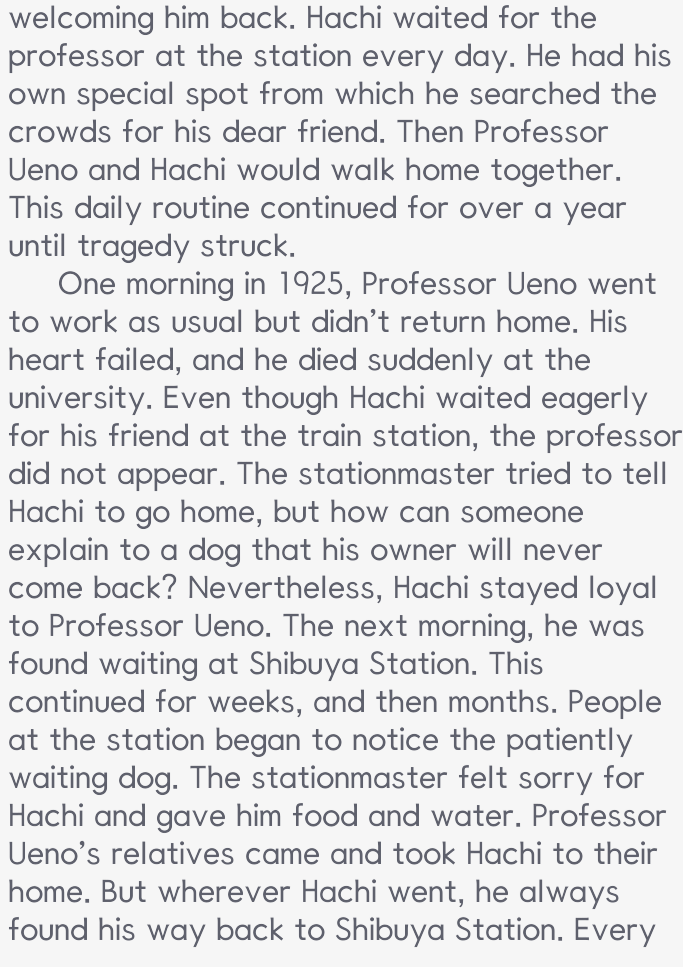 welcoming him back. Hachi waited for the
professor at the station every day. He had his
own special spot from which he searched the
crowds for his dear friend. Then Professor
Ueno and Hachi would walk home together.
This daily routine continued for over a year
until tragedy struck.
One morning in 1925, Professor Ueno went
to work as usual but didn’t return home. His
heart failed, and he died suddenly at the
university. Even though Hachi waited eagerly
for his friend at the train station, the professor
did not appear. The stationmaster tried to tell
Hachi to go home, but how can someone
explain to a dog that his owner will never
come back? Nevertheless, Hachi stayed loyal
to Professor Ueno. The next morning, he was
found waiting at Shibuya Station. This
continued for weeks, and then months. People
at the station began to notice the patiently
waiting dog. The stationmaster felt sorry for
Hachi and gave him food and water. Professor
Ueno’s relatives came and took Hachi to their
home. But wherever Hachi went, he always
found his way back to Shibuya Station. Every